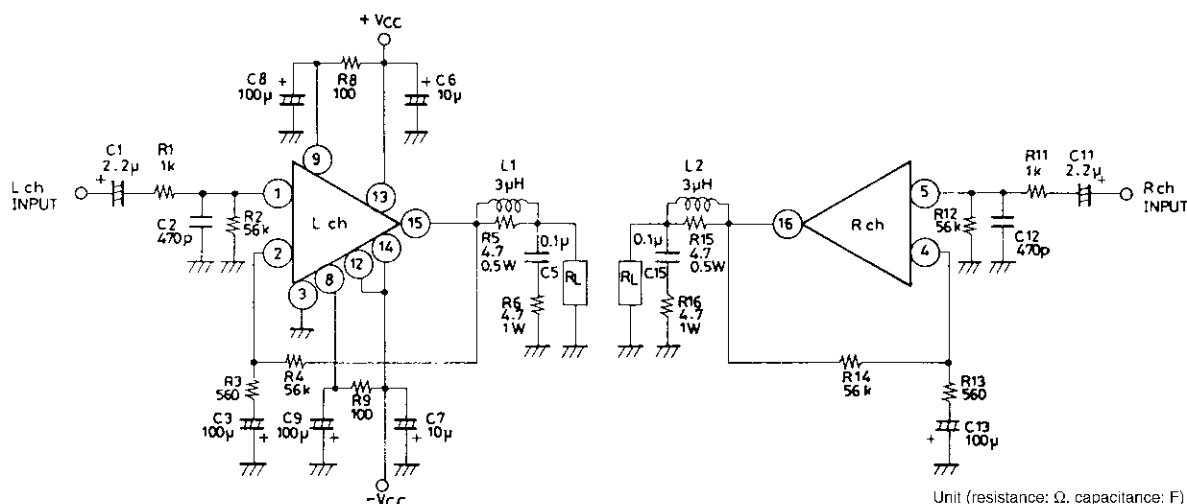 + VCC
C8
100μ
+
R8
100
+
C6
10μ
9
C1
2.2μ
+
R1
1k
L ch
INPUT
C2
470p
R2
56k
1
2
3
L ch
13
15
14
12
8
L1
3μH
R5
4.7
0.5W
0.1μ
C5
R6
4.7
1W
RL
R3
560
C3
100μ
+
R4
56k
C9
100μ
+
R9
100
C7
10μ
+
-VCC
L2
3μH
RL
0.1μ
C15
R15
4.7
0.5W
R16
4.7
1W
16
R ch
5
4
R11
1k
C11
2.2μ
+
R ch
INPUT
R12
56k
C12
470p
R14
56k
R13
560
+
C13
100μ
Unit (resistance: Ω, capacitance: F)